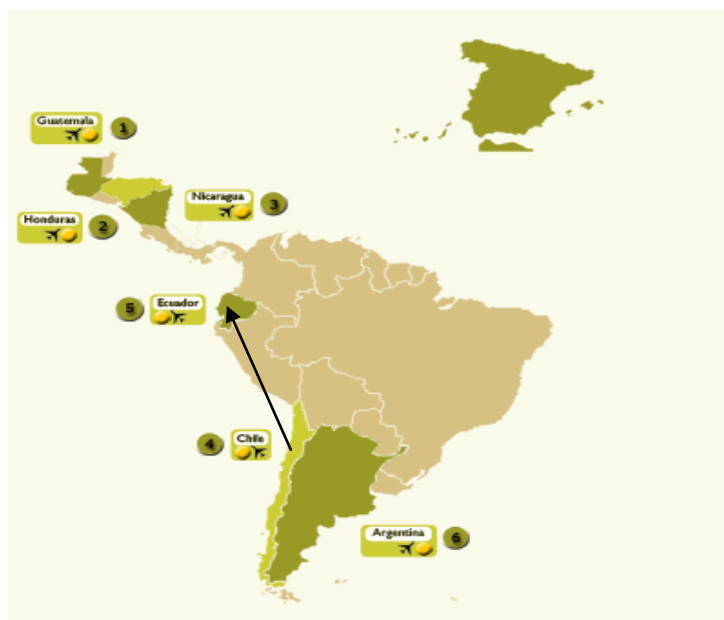 Guatemala
1
Nicaragua
3
Honduras
2
5
Ecuador
4
Chile
Argentina
6